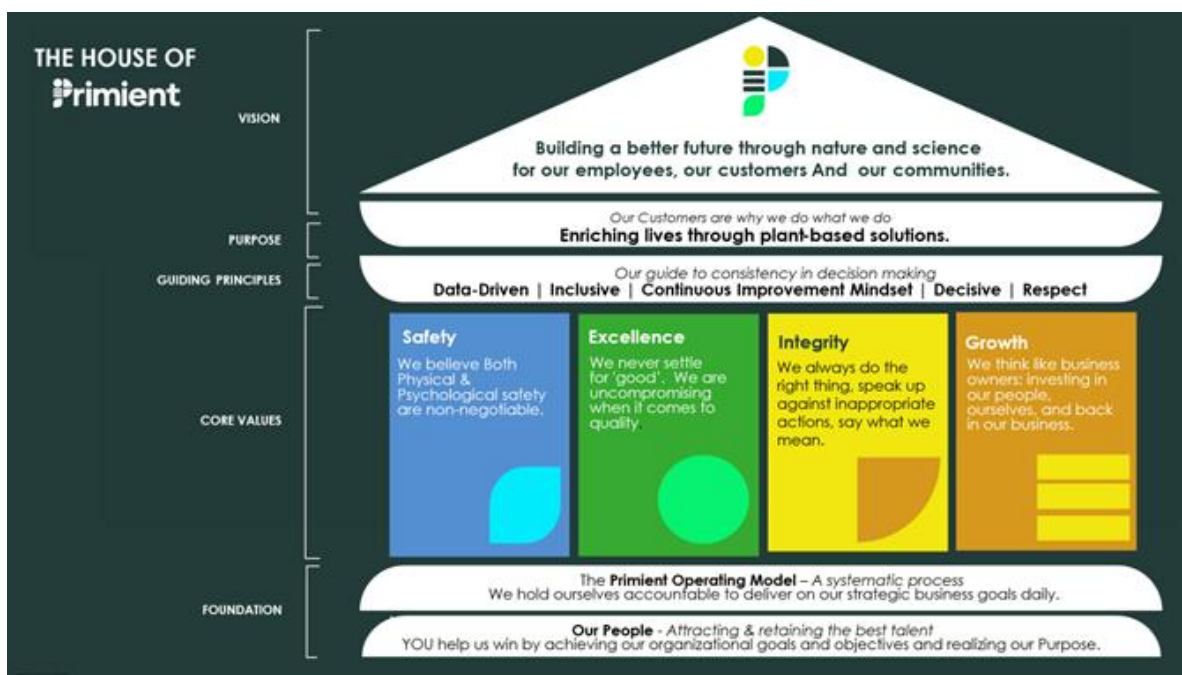 THE HOUSE OF
Primient
VISION
Building a better future through nature and science
for our employees, our customers And our communities.
PURPOSE
Our Customers are why we do what we do
Enriching lives through plant-based solutions.
GUIDING PRINCIPLES
Our guide to consistency in decision making
Data-Driven | Inclusive | Continuous Improvement Mindset | Decisive | Respect
CORE VALUES
Safety
We believe Both
Physical &
Psychological safety
are non-negotiable.
Excellence
We never settle
for 'good'. We are
uncompromising
when it comes to
quality.
Integrity
We always do the
right thing, speak up
against inappropriate
actions, say what we
mean.
Growth
We think like business
owners: investing in
our people,
ourselves, and back
in our business.
FOUNDATION
The Primient Operating Model – A systematic process
We hold ourselves accountable to deliver on our strategic business goals daily.
Our People - Attracting & retaining the best talent
YOU help us win by achieving our organizational goals and objectives and realizing our Purpose.